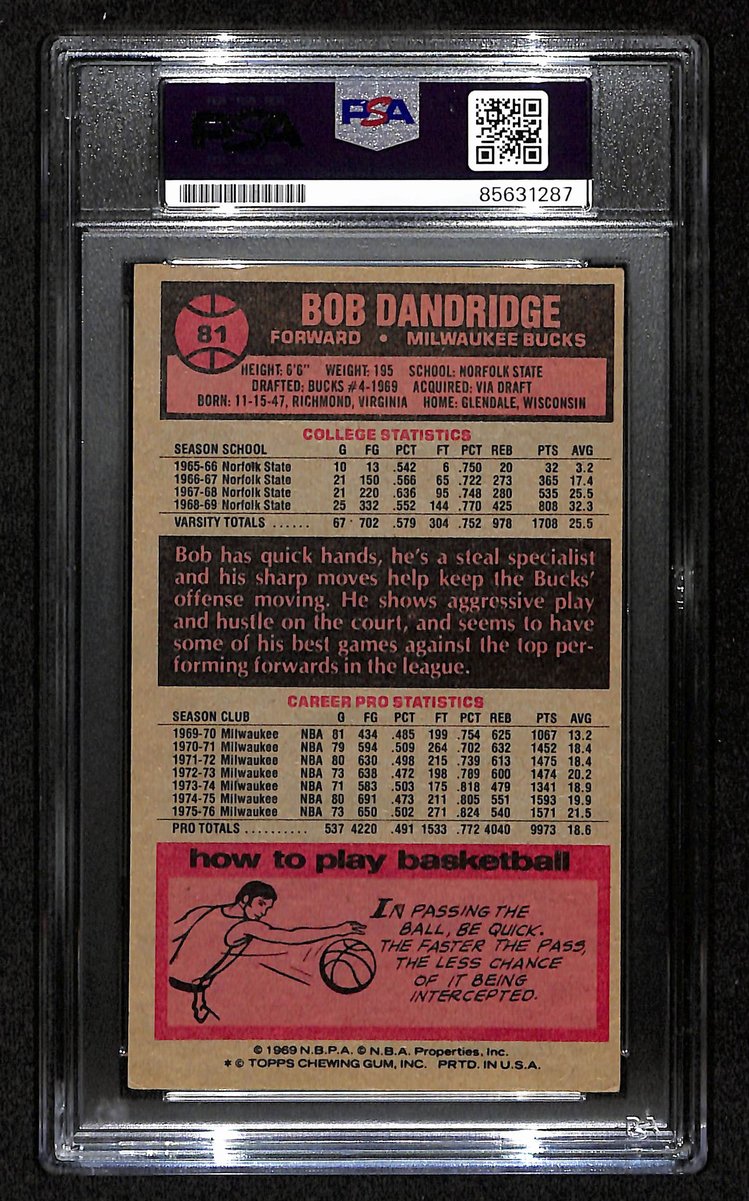 PSA
PSA
85631287
81
BOB DANDRIDGE
FORWARD • MILWAUKEE BUCKS
HEIGHT: 6'6" WEIGHT: 195 SCHOOL: NORFOLK STATE
DRAFTED: BUCKS #4-1969 ACQUIRED: VIA DRAFT
BORN: 11-15-47, RICHMOND, VIRGINIA HOME: GLENDALE, WISCONSIN
COLLEGE STATISTICS
SEASON SCHOOL G FG PCT FT PCT REB PTS AVG
1965-66 Norfolk State 10 13 .542 6 .750 20 32 3.2
1966-67 Norfolk State 21 150 .566 65 .722 273 365 17.4
1967-68 Norfolk State 21 220 .636 95 .748 280 535 25.5
1968-69 Norfolk State 25 332 .552 144 .770 425 808 32.3
VARSITY TOTALS ...... 67 702 .579 304 .752 978 1708 25.5
Bob has quick hands, he's a steal specialist
and his sharp moves help keep the Bucks'
offense moving. He shows aggressive play
and hustle on the court, and seems to have
some of his best games against the top per-
forming forwards in the league.
CAREER PRO STATISTICS
SEASON CLUB G FG PCT FT PCT REB PTS AVG
1969-70 Milwaukee NBA 81 434 .485 199 .754 625 1067 13.2
1970-71 Milwaukee NBA 79 594 .509 264 .702 632 1452 18.4
1971-72 Milwaukee NBA 80 630 .498 215 .739 613 1475 18.4
1972-73 Milwaukee NBA 73 638 .472 198 .789 600 1474 20.2
1973-74 Milwaukee NBA 71 583 .503 175 .818 479 1341 18.9
1974-75 Milwaukee NBA 80 691 .473 211 .805 551 1593 19.9
1975-76 Milwaukee NBA 73 650 .502 271 .824 540 1571 21.5
PRO TOTALS .......... 537 4220 .491 1533 .772 4040 9973 18.6
how to play basketball
IN PASSING THE
BALL, BE QUICK.
THE FASTER THE PASS,
THE LESS CHANCE
OF IT BEING
INTERCEPTED.
© 1969 N.B.P.A. © N.B.A. Properties, Inc.
* © TOPPS CHEWING GUM, INC. PRTD. IN U.S.A.
PSA